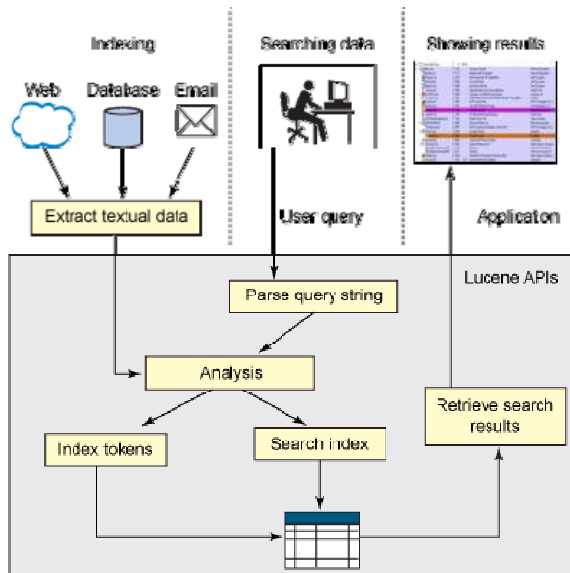 Indexing
Searching data
Showing results
Web
Database
Email
Extract textual data
User query
Application
Lucene APIs
Parse query string
Analysis
Index tokens
Search index
Retrieve search
results